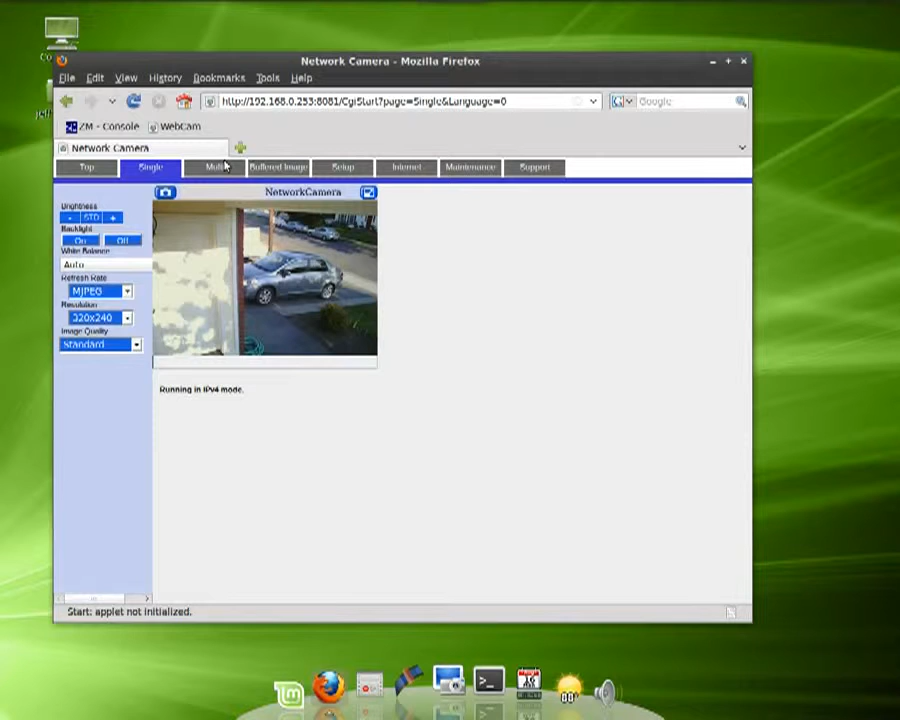 Network Camera - Mozilla Firefox
File Edit View History Bookmarks Tools Help
http://192.168.0.253:8081/CgiStart?page=Single&Language=0
Google
ZM - Console WebCam
Network Camera
Top Single Multi Buffered Image Setup Internet Maintenance Support
NetworkCamera
Brightness
- STD +
Backlight
On Off
White Balance
Auto
Refresh Rate
MJPEG
Resolution
320x240
Image Quality
Standard
Running in IPv4 mode.
Start: applet not initialized.